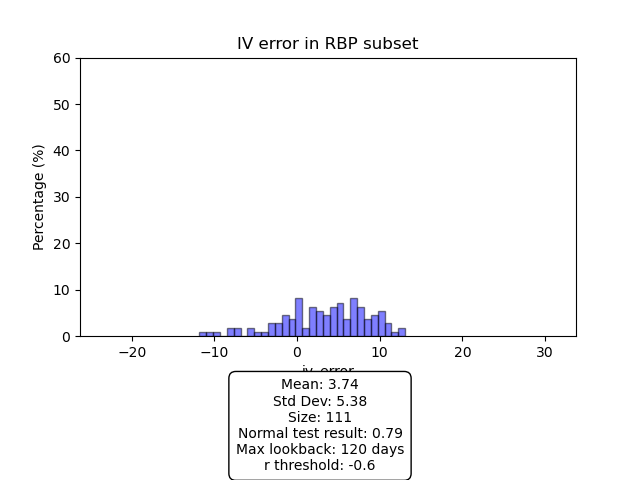 IV error in RBP subset
60
50
40
30
20
10
0
Percentage (%)
−20
−10
0
10
20
30
iv_error
Mean: 3.74
Std Dev: 5.38
Size: 111
Normal test result: 0.79
Max lookback: 120 days
r threshold: -0.6